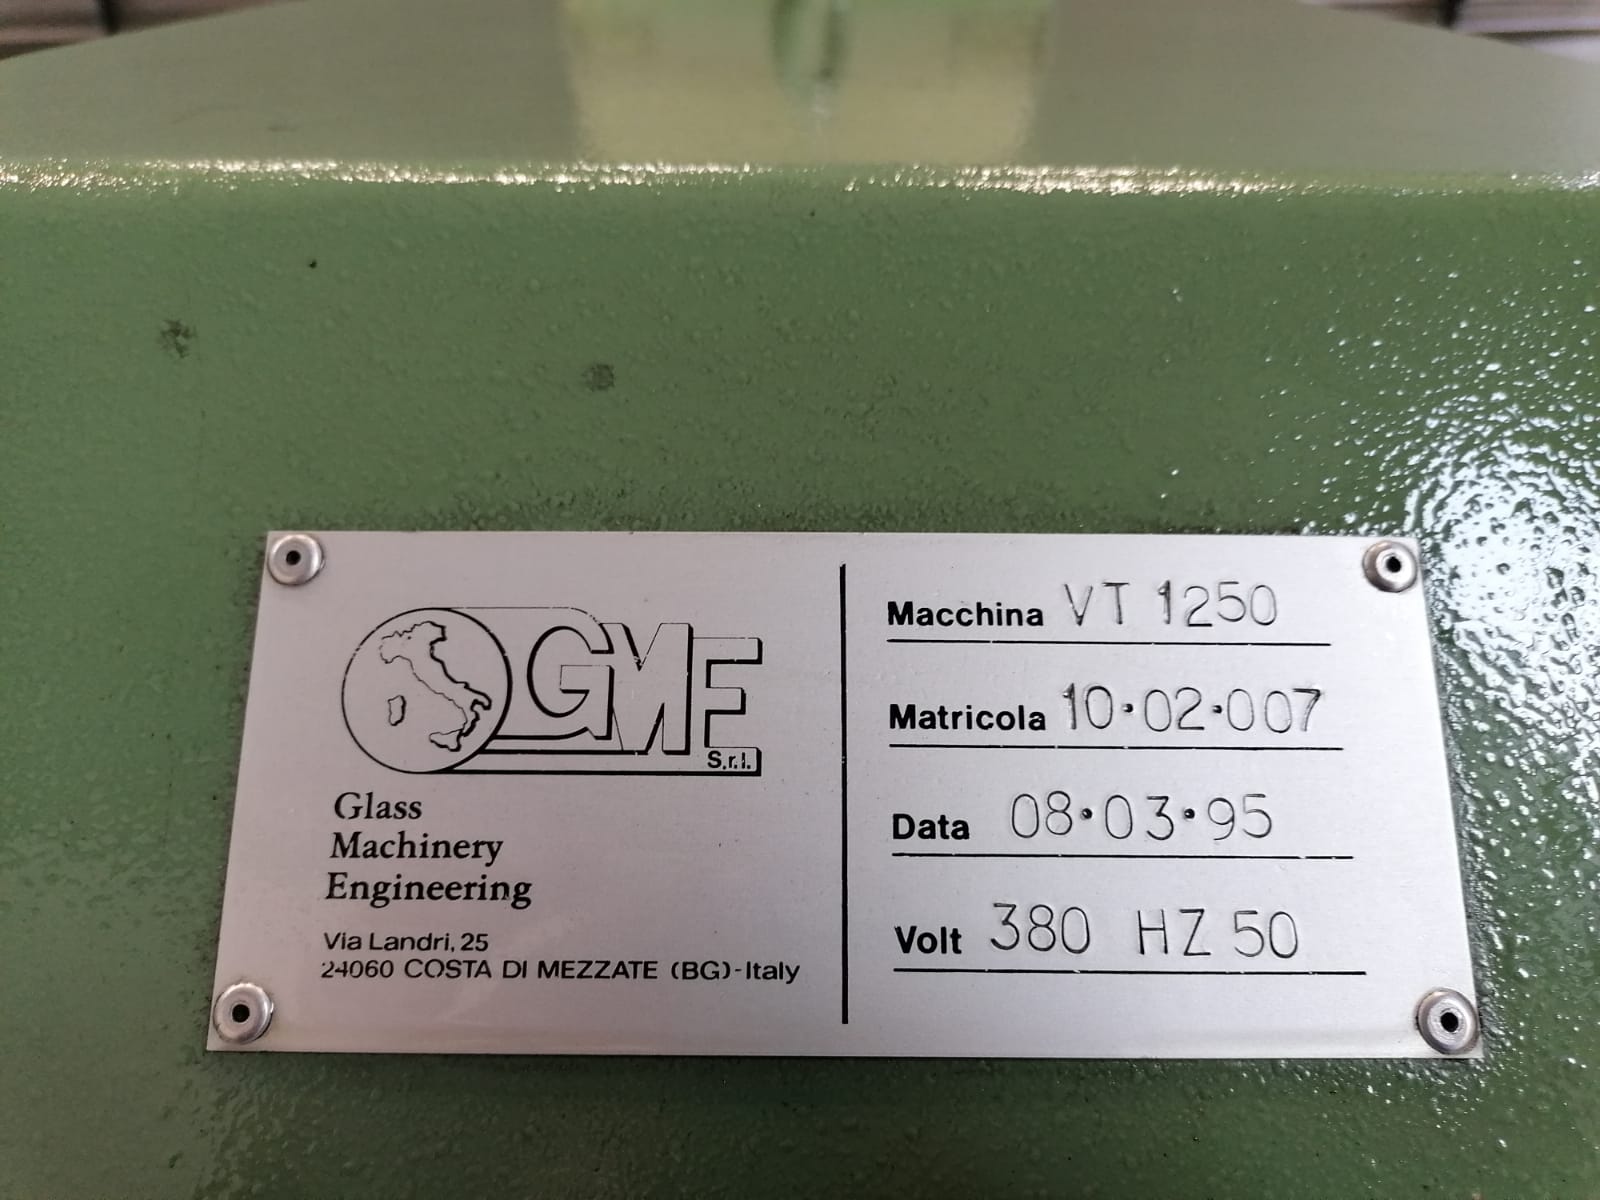 GME
S.r.l.
Glass
Machinery
Engineering
Via Landri, 25
24060 COSTA DI MEZZATE (BG)-Italy
Macchina VT 1250
Matricola 10·02·007
Data 08·03·95
Volt 380 HZ 50